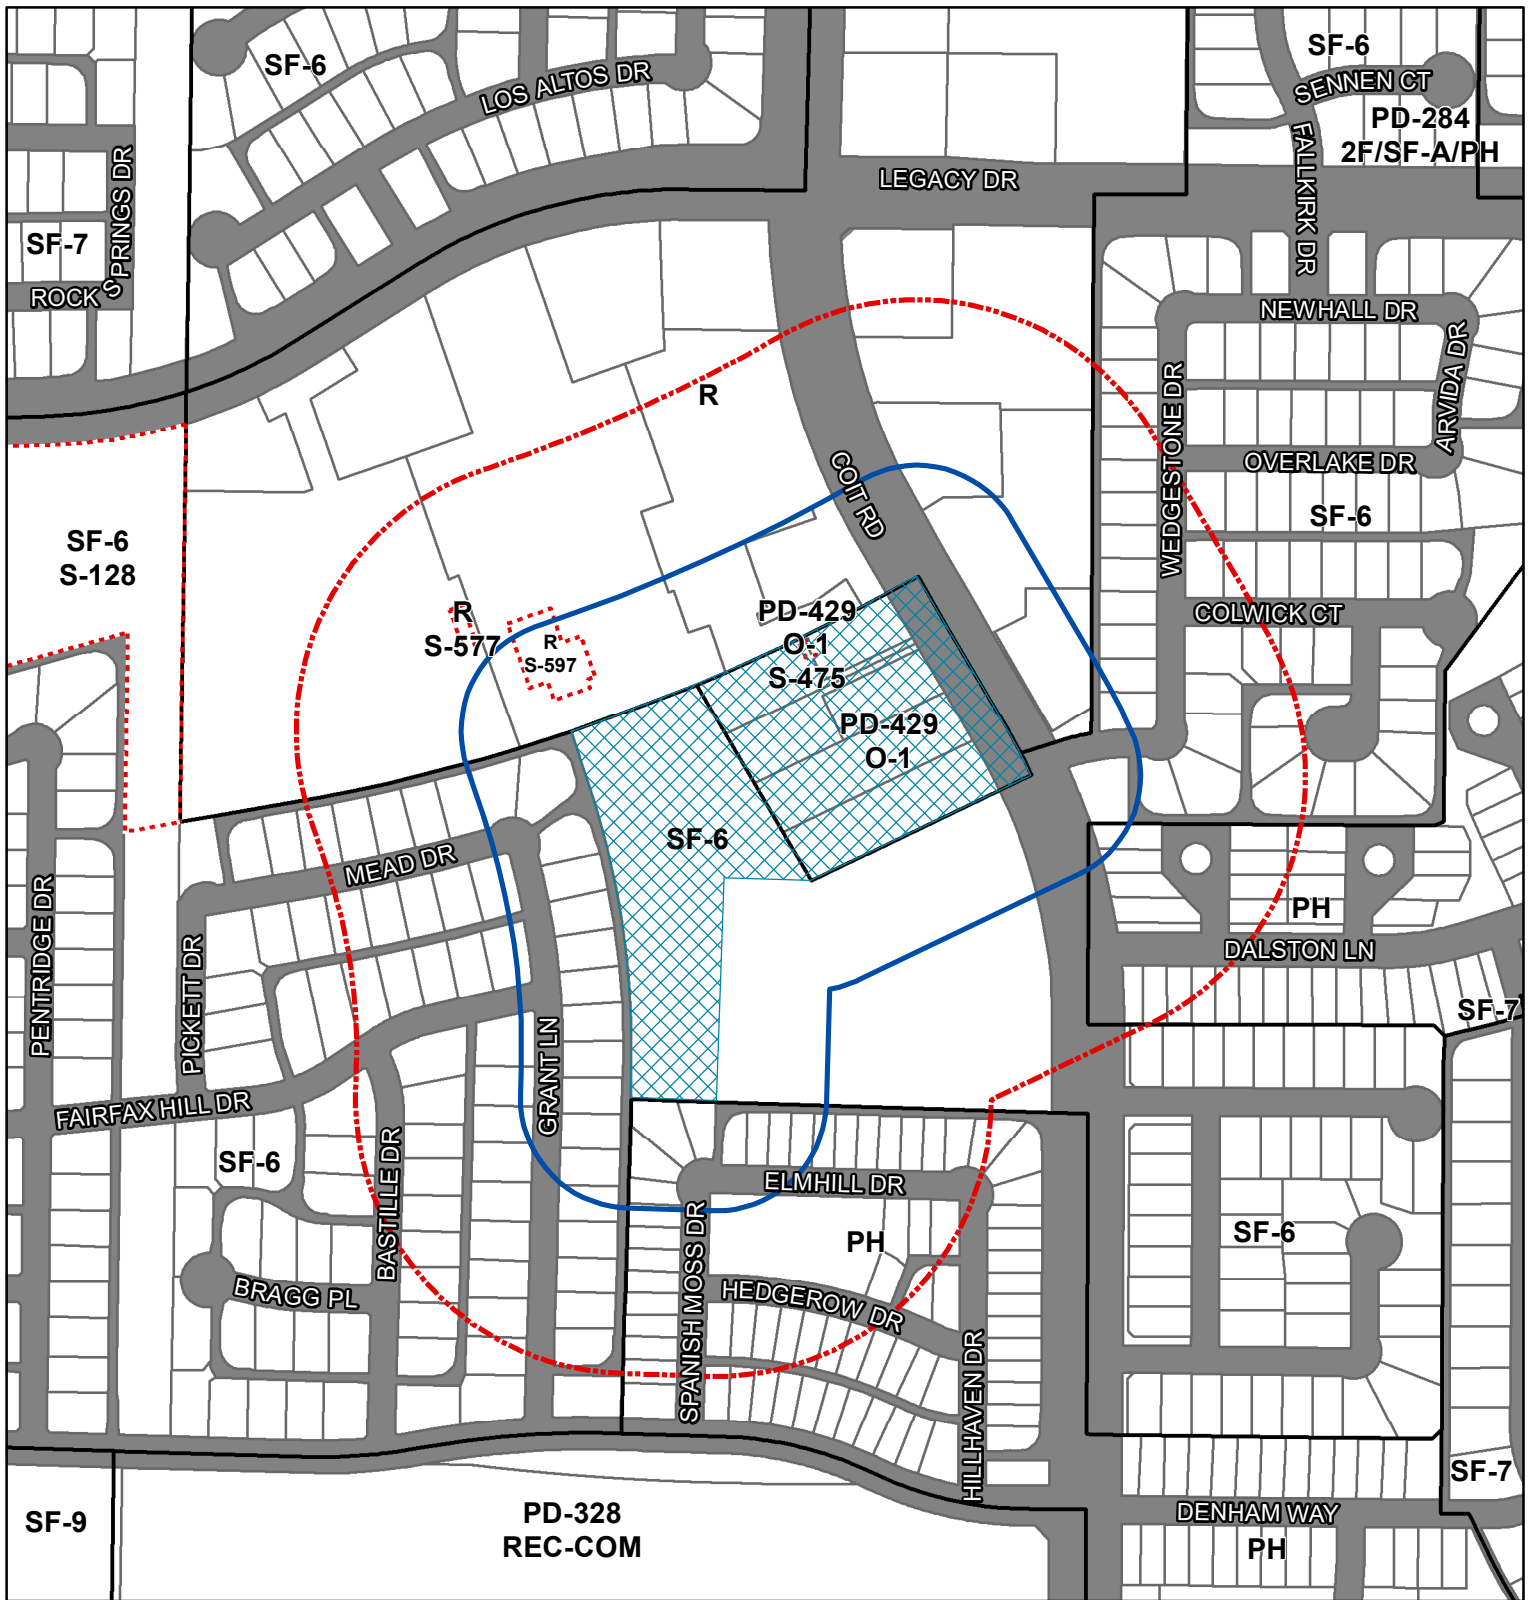 SF-6
SF-6
SENNEN CT
LOS ALTOS DR
PD-284
2F/SF-A/PH
FALLKIRK DR
LEGACY DR
SF-7
ROCK SPRINGS DR
NEWHALL DR
ARVIDA DR
WEDGESTONE DR
R
COIT RD
OVERLAKE DR
SF-6
SF-6
S-128
R
S-577
R
S-597
PD-429
O-1
S-475
COLWICK CT
PD-429
O-1
SF-6
MEAD DR
PH
DALSTON LN
PENTRIDGE DR
PICKETT DR
SF-7
GRANT LN
FAIRFAX HILL DR
SF-6
BASTILLE DR
ELMHILL DR
SF-6
PH
SPANISH MOSS DR
BRAGG PL
HEDGEROW DR
HILLHAVEN DR
SF-7
SF-9
PD-328
REC-COM
DENHAM WAY
PH